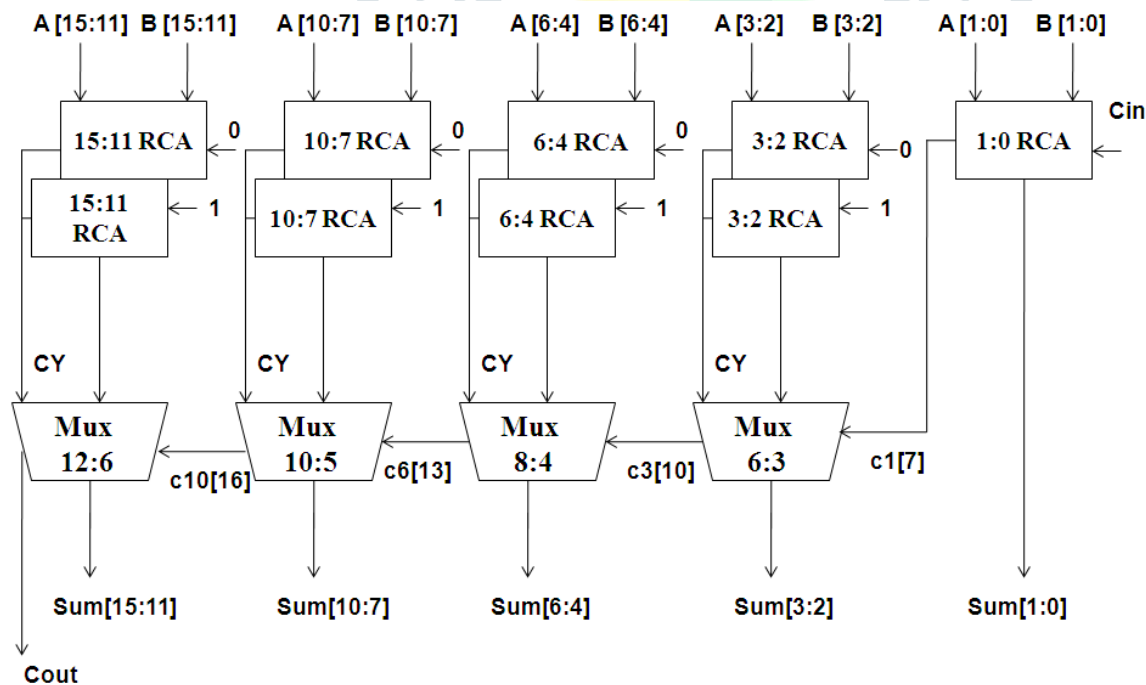 A [15:11] B [15:11] A [10:7] B [10:7] A [6:4] B [6:4] A [3:2] B [3:2] A [1:0] B [1:0]
Cin
15:11 RCA 0 10:7 RCA 0 6:4 RCA 0 3:2 RCA 0 1:0 RCA
15:11
RCA 1 10:7 RCA 1 6:4 RCA 1 3:2 RCA 1
CY CY CY CY
Mux Mux Mux Mux
12:6 10:5 8:4 6:3
c10[16] c6[13] c3[10] c1[7]
Sum[15:11] Sum[10:7] Sum[6:4] Sum[3:2] Sum[1:0]
Cout